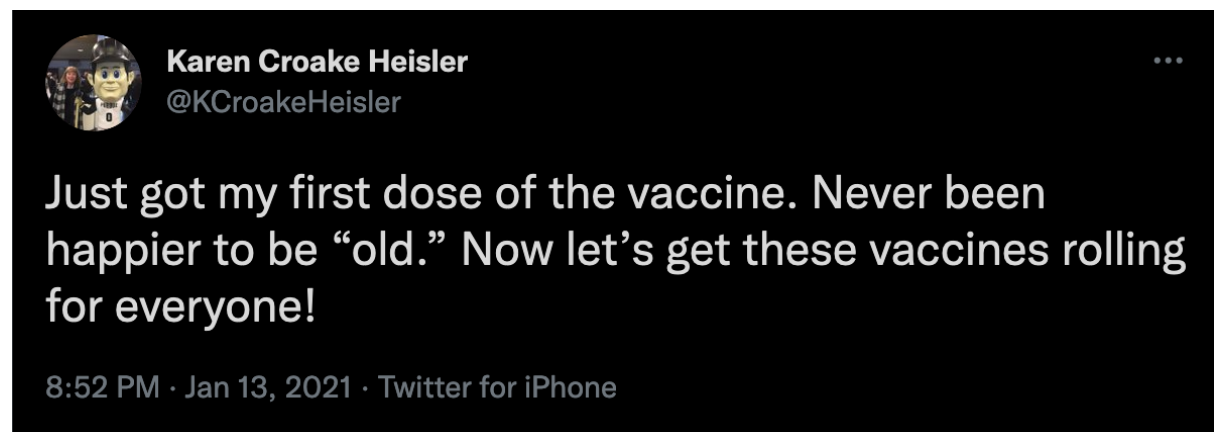 Karen Croake Heisler
@KCroakeHeisler
Just got my first dose of the vaccine. Never been
happier to be “old.” Now let’s get these vaccines rolling
for everyone!
8:52 PM · Jan 13, 2021 · Twitter for iPhone